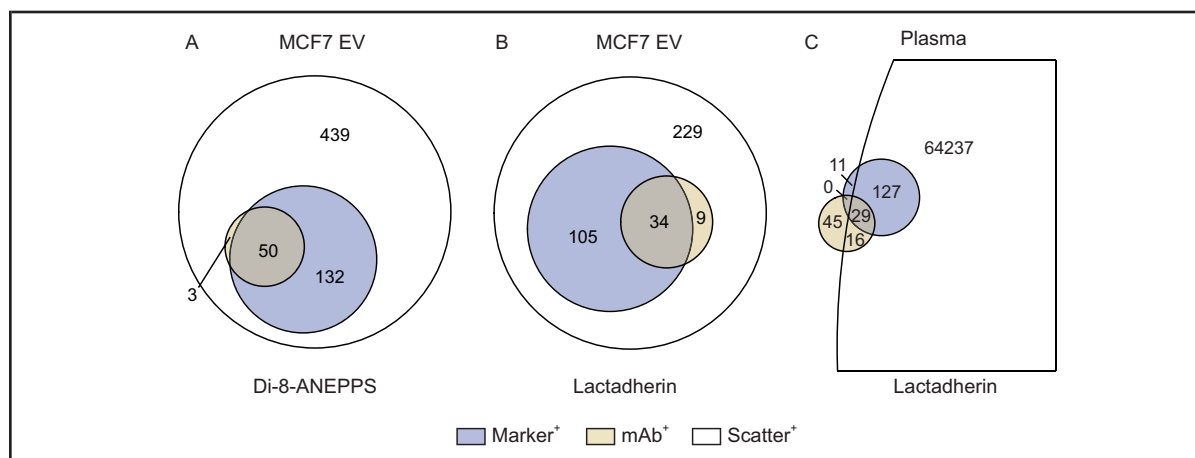 A MCF7 EV
439
50
132
3
Di-8-ANEPPS
B MCF7 EV
229
105
34
9
Lactadherin
C Plasma
64237
11
0
127
45
29
16
Lactadherin
Marker+ mAb+ Scatter+